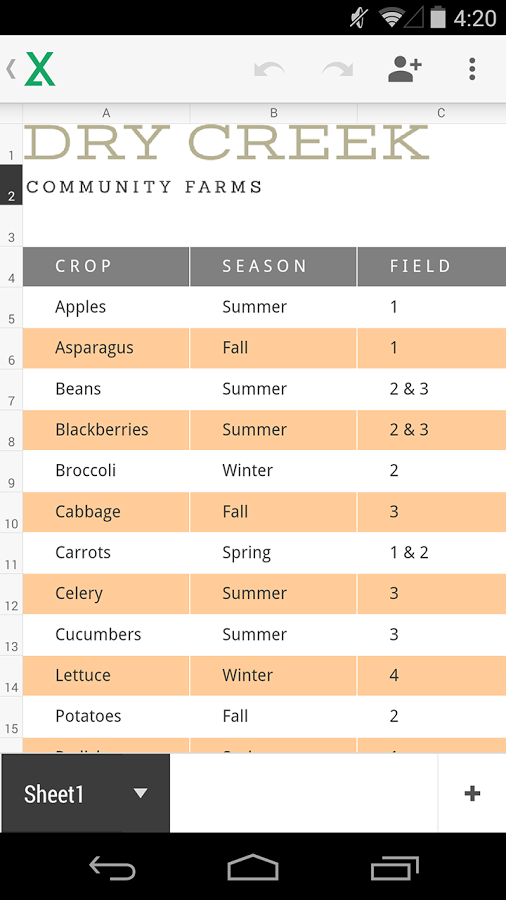 4:20
A B C
1 DRY CREEK
2 COMMUNITY FARMS
3
4 CROP SEASON FIELD
5 Apples Summer 1
6 Asparagus Fall 1
7 Beans Summer 2 & 3
8 Blackberries Summer 2 & 3
9 Broccoli Winter 2
10 Cabbage Fall 3
11 Carrots Spring 1 & 2
12 Celery Summer 3
13 Cucumbers Summer 3
14 Lettuce Winter 4
15 Potatoes Fall 2
Sheet1